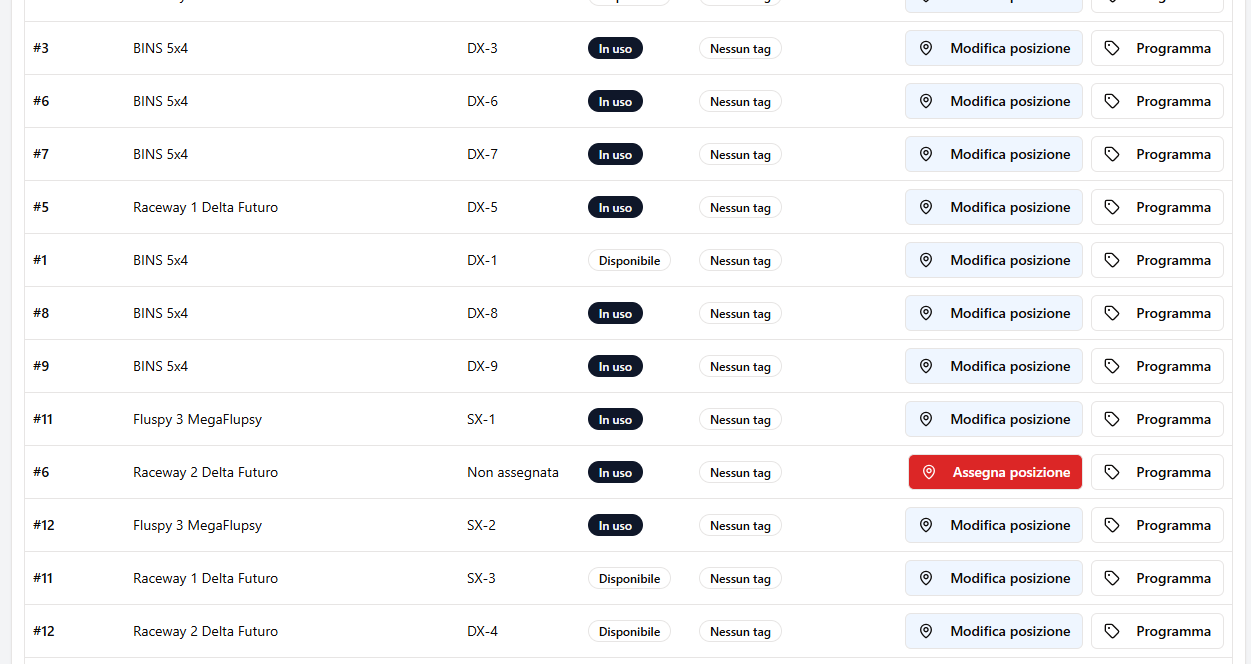 #3 BINS 5x4 DX-3 In uso Nessun tag Modifica posizione Programma
#6 BINS 5x4 DX-6 In uso Nessun tag Modifica posizione Programma
#7 BINS 5x4 DX-7 In uso Nessun tag Modifica posizione Programma
#5 Raceway 1 Delta Futuro DX-5 In uso Nessun tag Modifica posizione Programma
#1 BINS 5x4 DX-1 Disponibile Nessun tag Modifica posizione Programma
#8 BINS 5x4 DX-8 In uso Nessun tag Modifica posizione Programma
#9 BINS 5x4 DX-9 In uso Nessun tag Modifica posizione Programma
#11 Fluspy 3 MegaFlupsy SX-1 In uso Nessun tag Modifica posizione Programma
#6 Raceway 2 Delta Futuro Non assegnata In uso Nessun tag Assegna posizione Programma
#12 Fluspy 3 MegaFlupsy SX-2 In uso Nessun tag Modifica posizione Programma
#11 Raceway 1 Delta Futuro SX-3 Disponibile Nessun tag Modifica posizione Programma
#12 Raceway 2 Delta Futuro DX-4 Disponibile Nessun tag Modifica posizione Programma